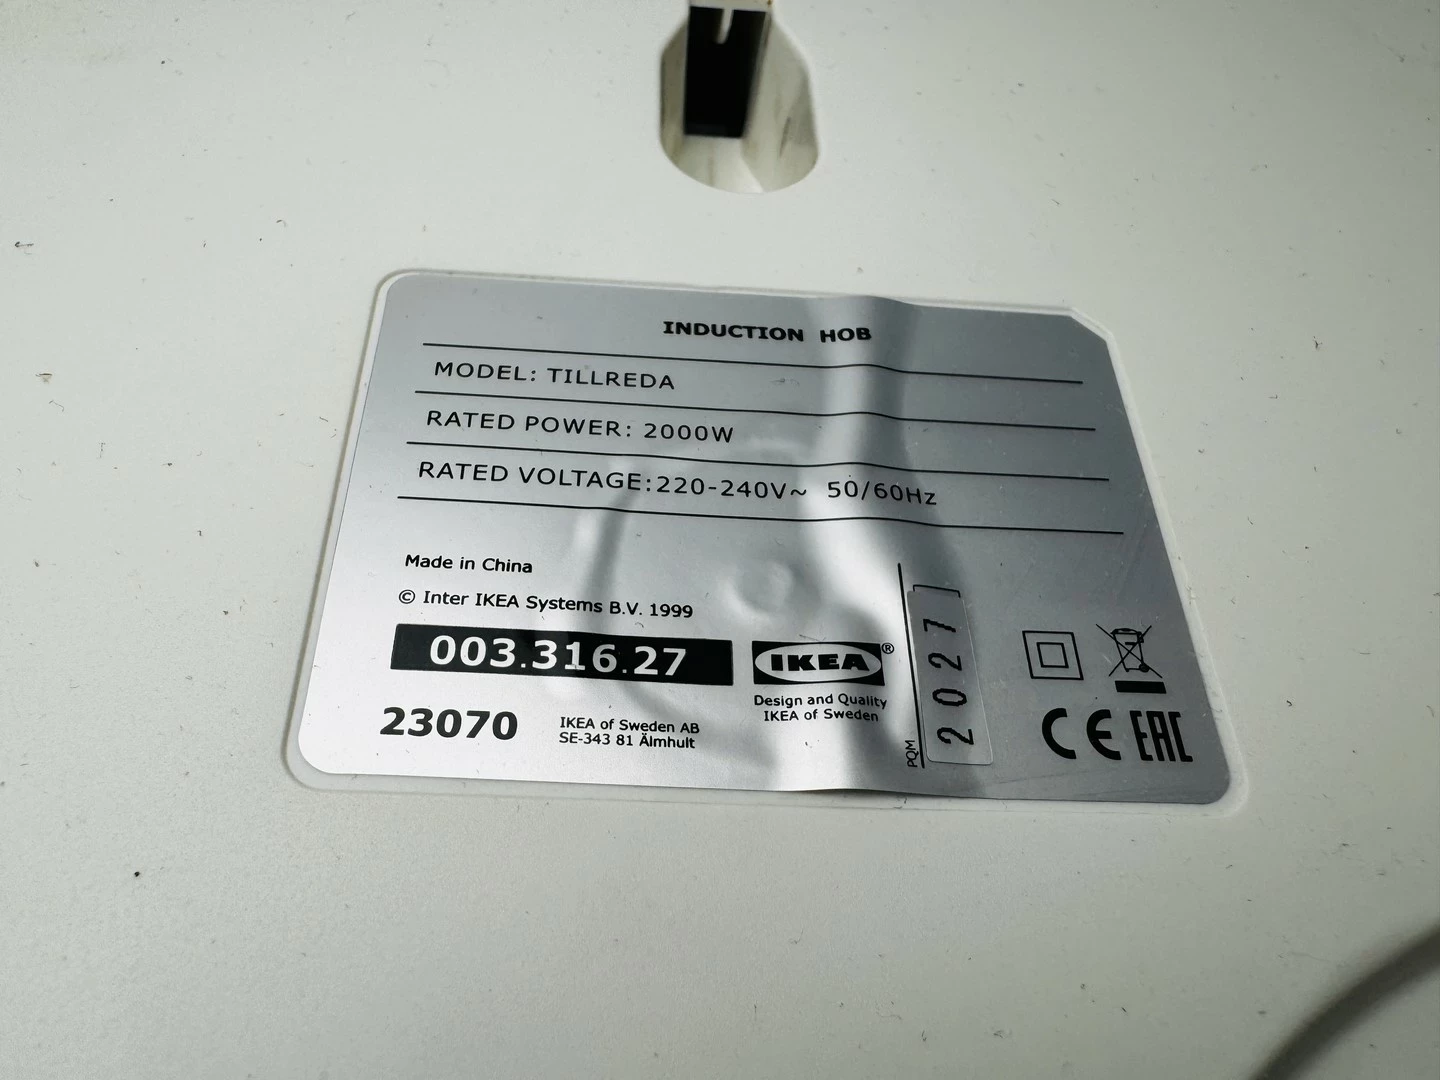 INDUCTION HOB
MODEL: TILLREDA
RATED POWER: 2000W
RATED VOLTAGE:220-240V~ 50/60Hz
Made in China
© Inter IKEA Systems B.V. 1999
003.316.27
IKEA®
Design and Quality
IKEA of Sweden
23070
IKEA of Sweden AB
SE-343 81 Älmhult
PQM
2027
CE EAC